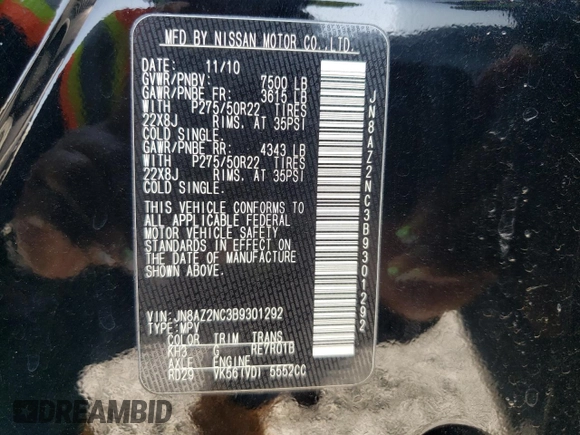 MFD BY NISSAN MOTOR CO.,LTD.
DATE: 11/10
GVWR/PNBV: 7500 LB
GAWR/PNBE FR: 3615 LB
WITH P275/50R22 TIRES
22X8J RIMS, AT 35PSI
COLD SINGLE.
GAWR/PNBE RR: 4343 LB
WITH P275/50R22 TIRES
22X8J RIMS, AT 35PSI
COLD SINGLE.
THIS VEHICLE CONFORMS TO
ALL APPLICABLE FEDERAL
MOTOR VEHICLE SAFETY
STANDARDS IN EFFECT ON
THE DATE OF MANUFACTURE
SHOWN ABOVE.
VIN: JN8AZ2NC3B9301292
TYPE: MPV
COLOR TRIM TRANS
KH3 G RE7R01B
AXLE ENGINE
RD29 VK56(VD) 5552CC
JN8AZ2NC3B9301292
DREAMBID